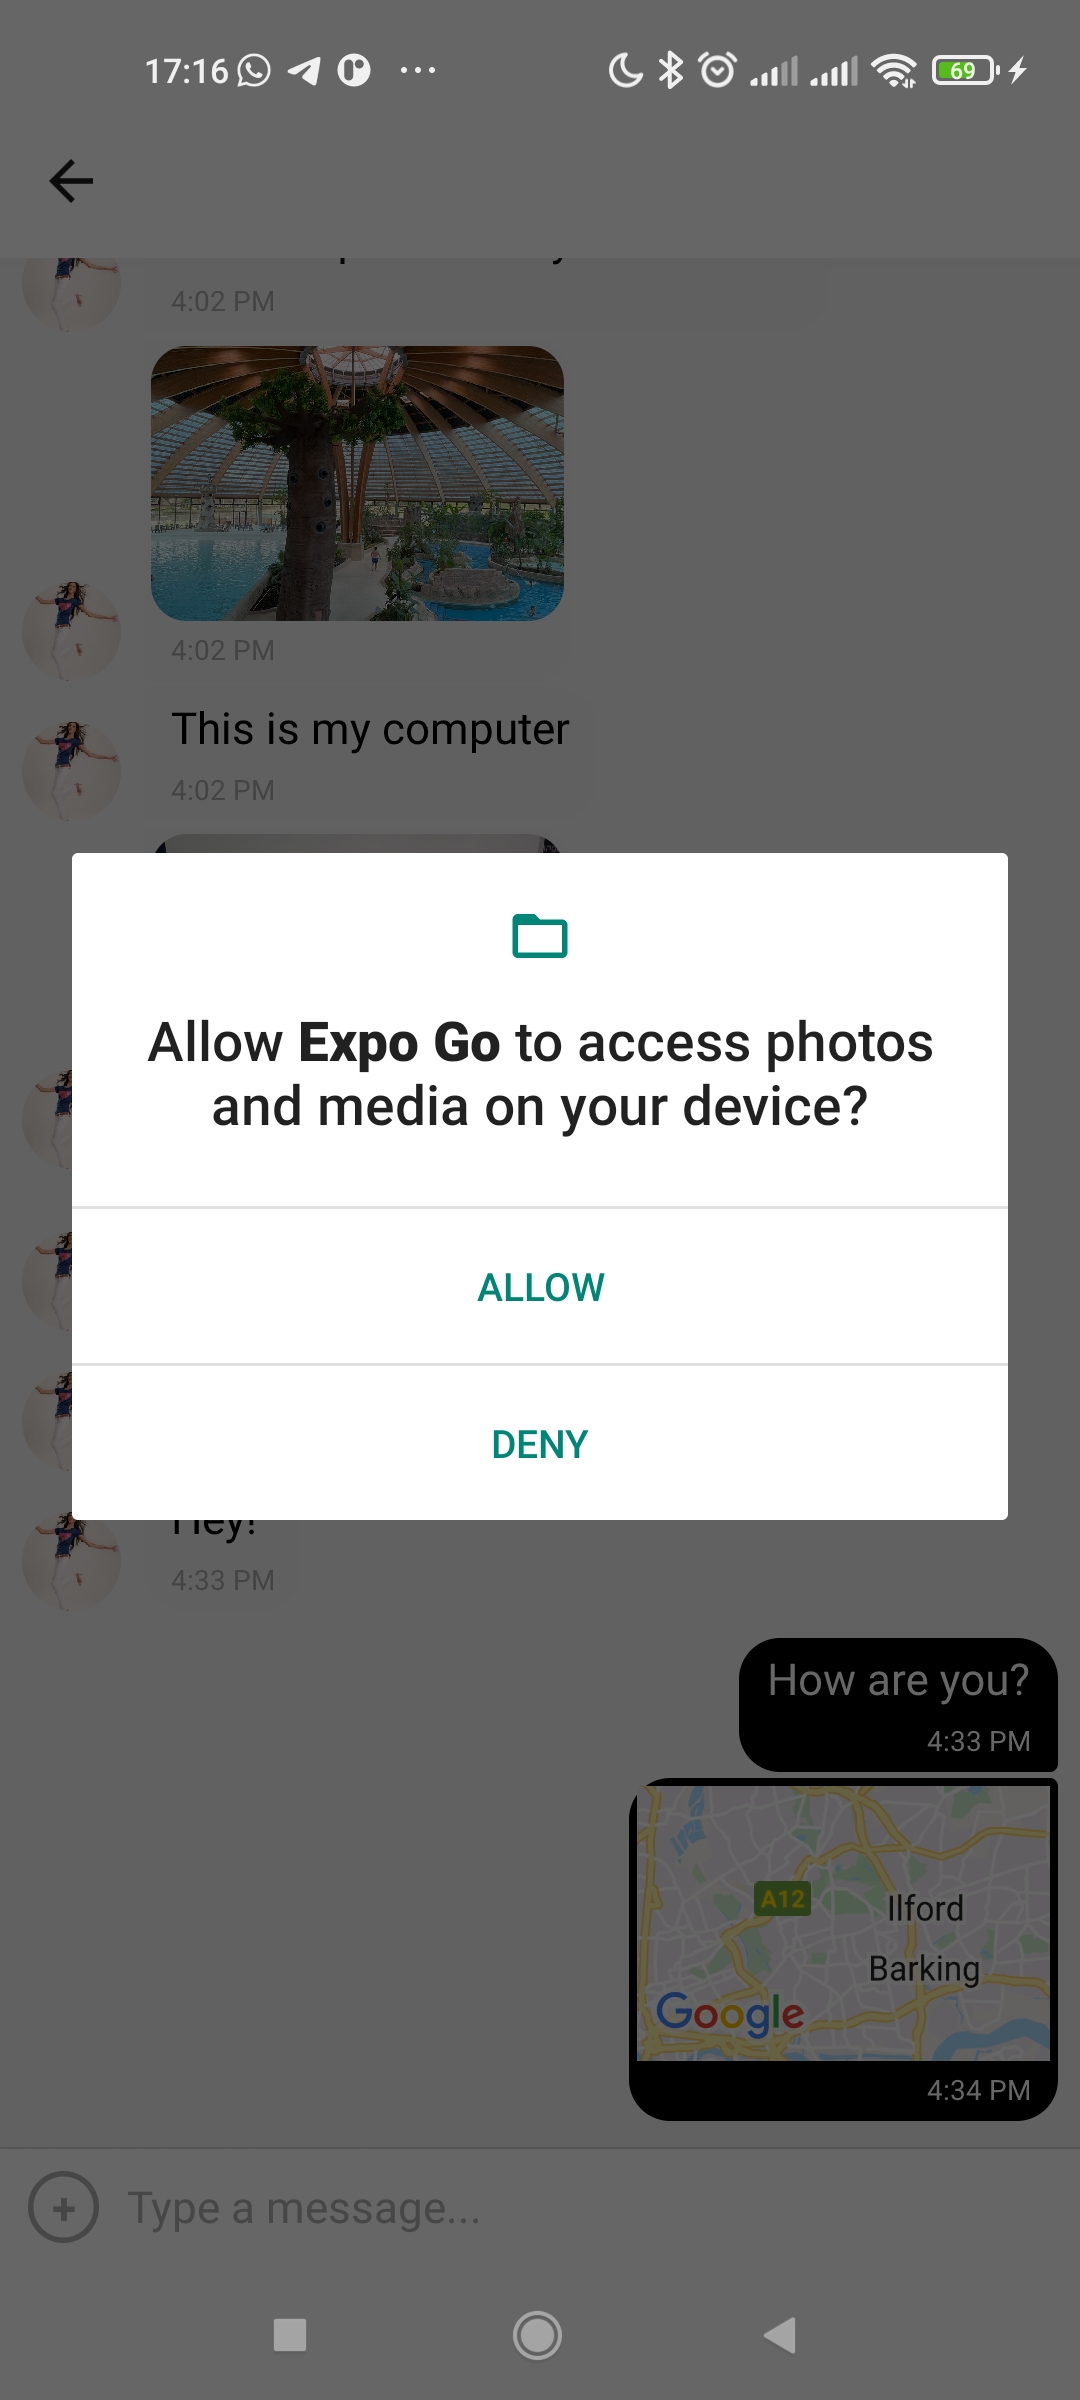 17:16
69
4:02 PM
4:02 PM
This is my computer
4:02 PM
Allow Expo Go to access photos
and media on your device?
ALLOW
DENY
Hey!
4:33 PM
How are you?
4:33 PM
A12
Ilford
Barking
Google
4:34 PM
Type a message...